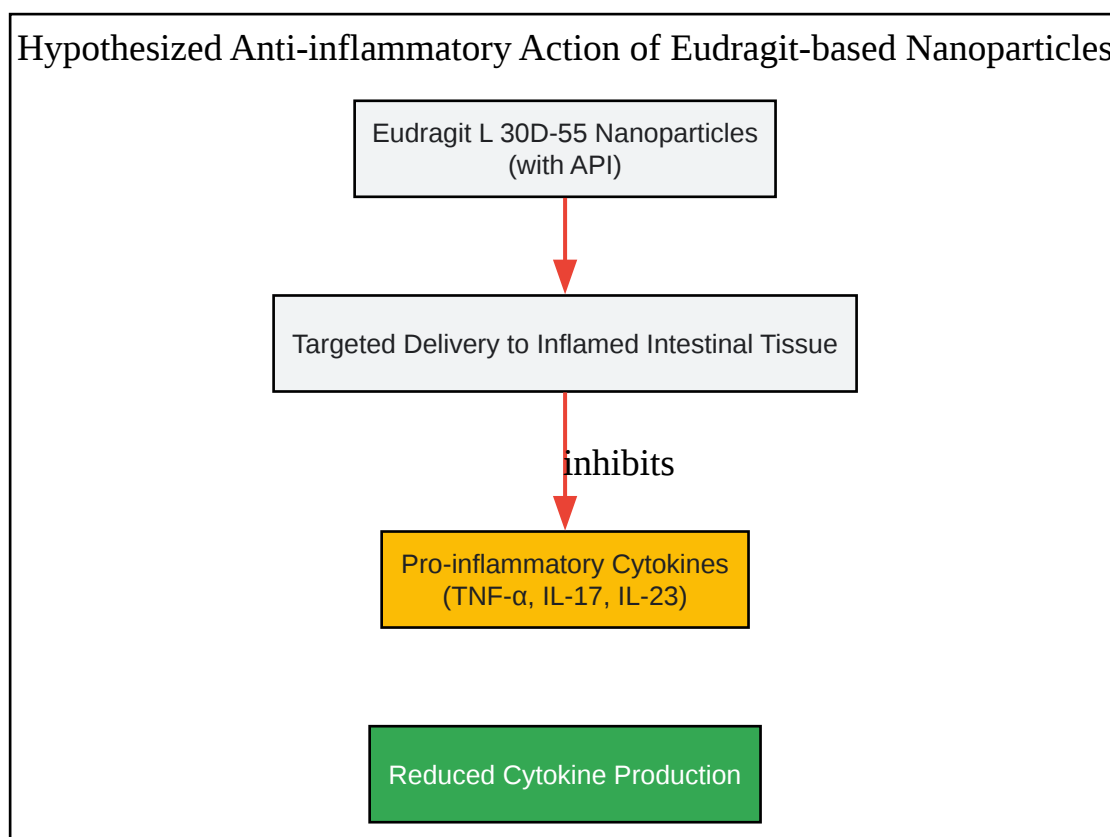 Hypothesized Anti-inflammatory Action of Eudragit-based Nanoparticles
Eudragit L 30D-55 Nanoparticles
(with API)
Targeted Delivery to Inflamed Intestinal Tissue
inhibits
Pro-inflammatory Cytokines
(TNF-α, IL-17, IL-23)
Reduced Cytokine Production